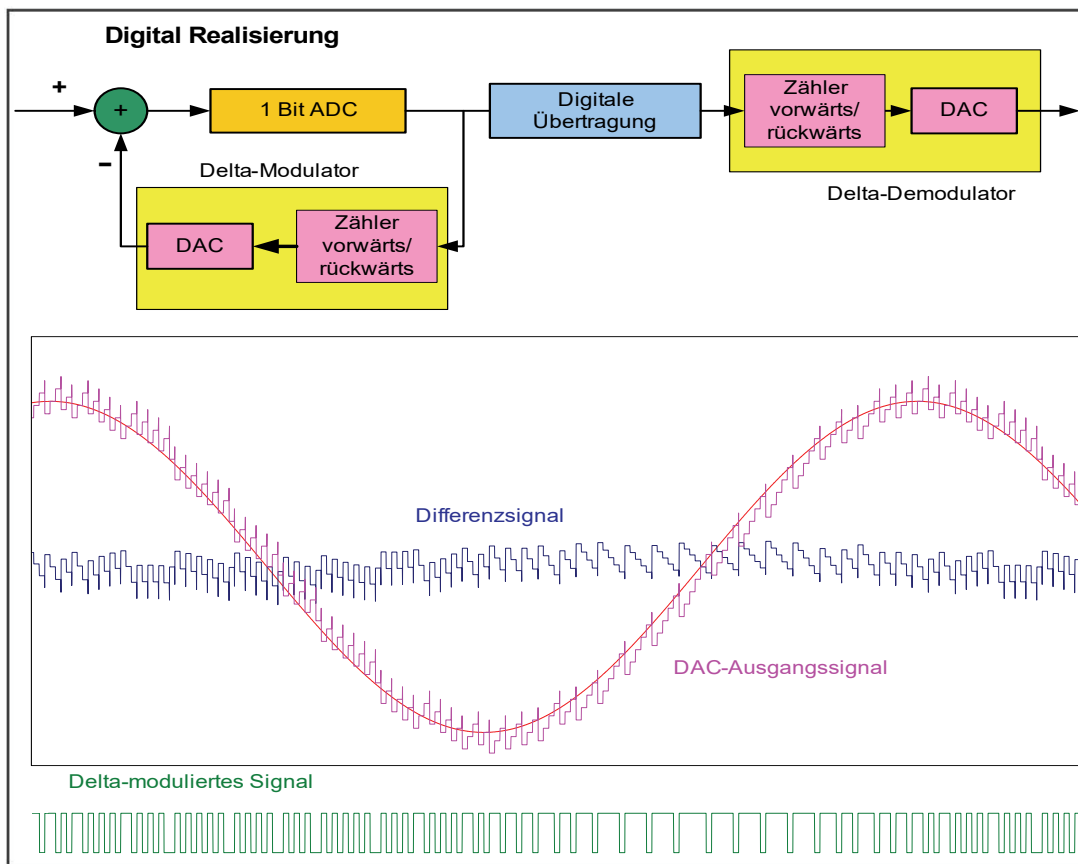 Digital Realisierung
+
+
1 Bit ADC
Digitale
Übertragung
Zähler
vorwärts/
rückwärts
DAC
−
Delta-Modulator
Delta-Demodulator
DAC
Zähler
vorwärts/
rückwärts
Differenzsignal
DAC-Ausgangssignal
Delta-moduliertes Signal